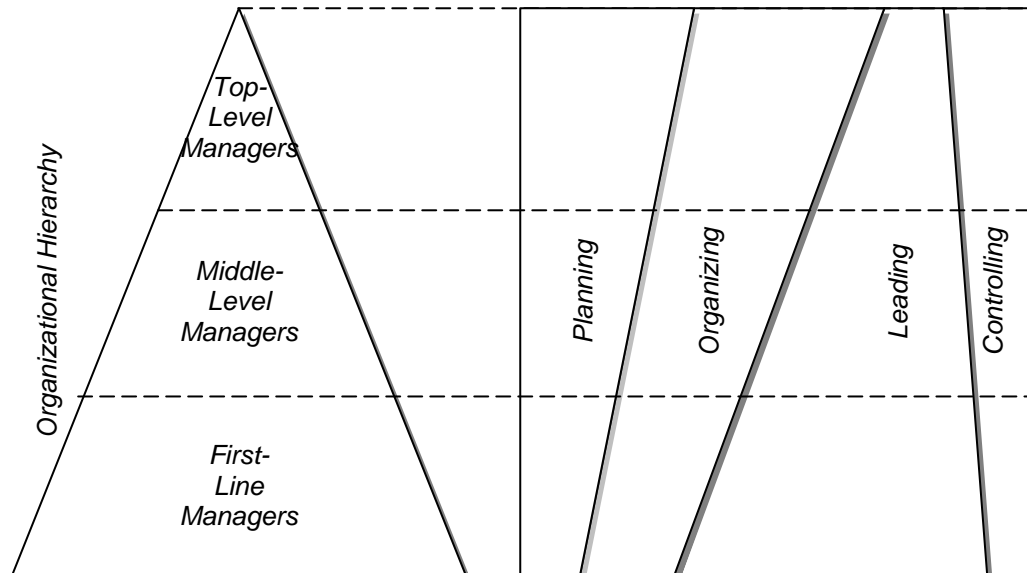 Organizational Hierarchy
Top-
Level
Managers
Middle-
Level
Managers
First-
Line
Managers
Planning
Organizing
Leading
Controlling